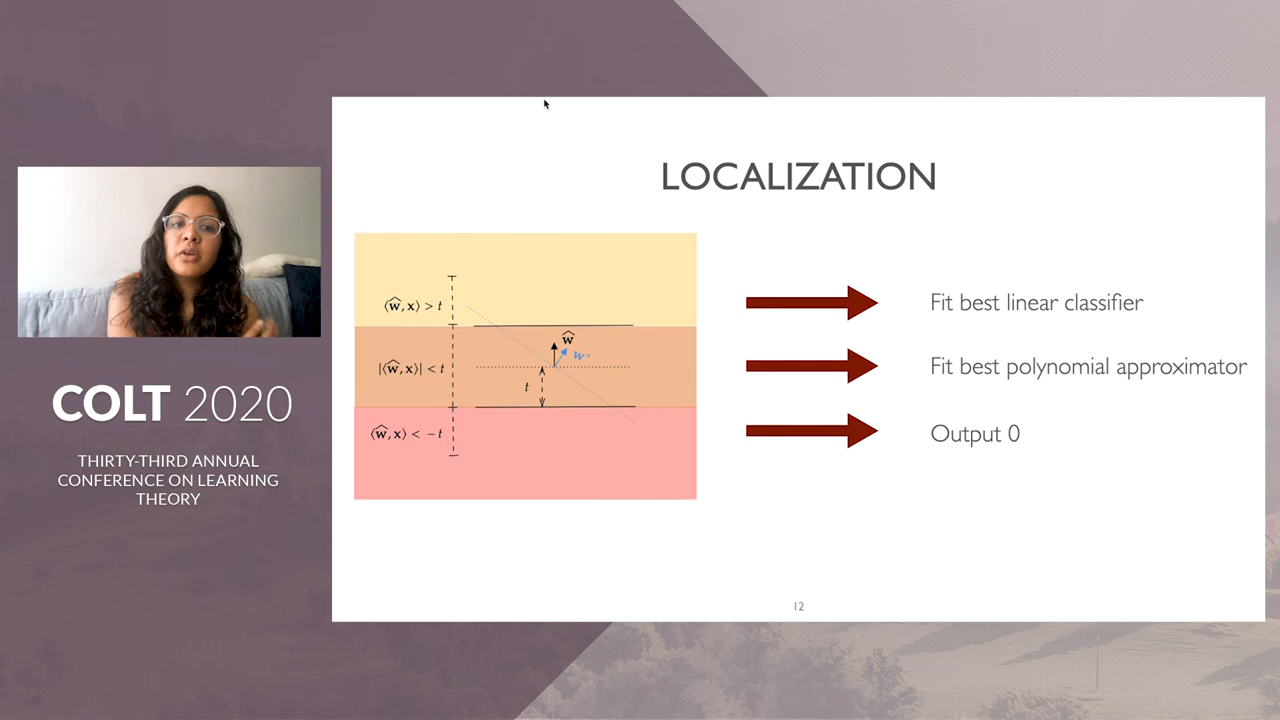 LOCALIZATION
⟨ŵ, x⟩ > t
|⟨ŵ, x⟩| < t
⟨ŵ, x⟩ < −t
ŵ
w*
t
Fit best linear classifier
Fit best polynomial approximator
Output 0
12
COLT 2020
THIRTY-THIRD ANNUAL
CONFERENCE ON LEARNING
THEORY